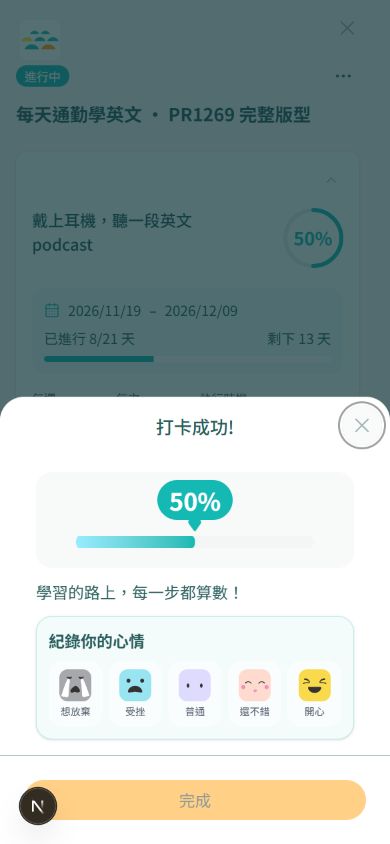 進行中
每天通勤學英文 · PR1269 完整版型
戴上耳機，聽一段英文
podcast
50%
2026/11/19 – 2026/12/09
已進行 8/21 天
剩下 13 天
打卡成功!
50%
學習的路上，每一步都算數！
紀錄你的心情
想放棄
受挫
普通
還不錯
開心
完成
N